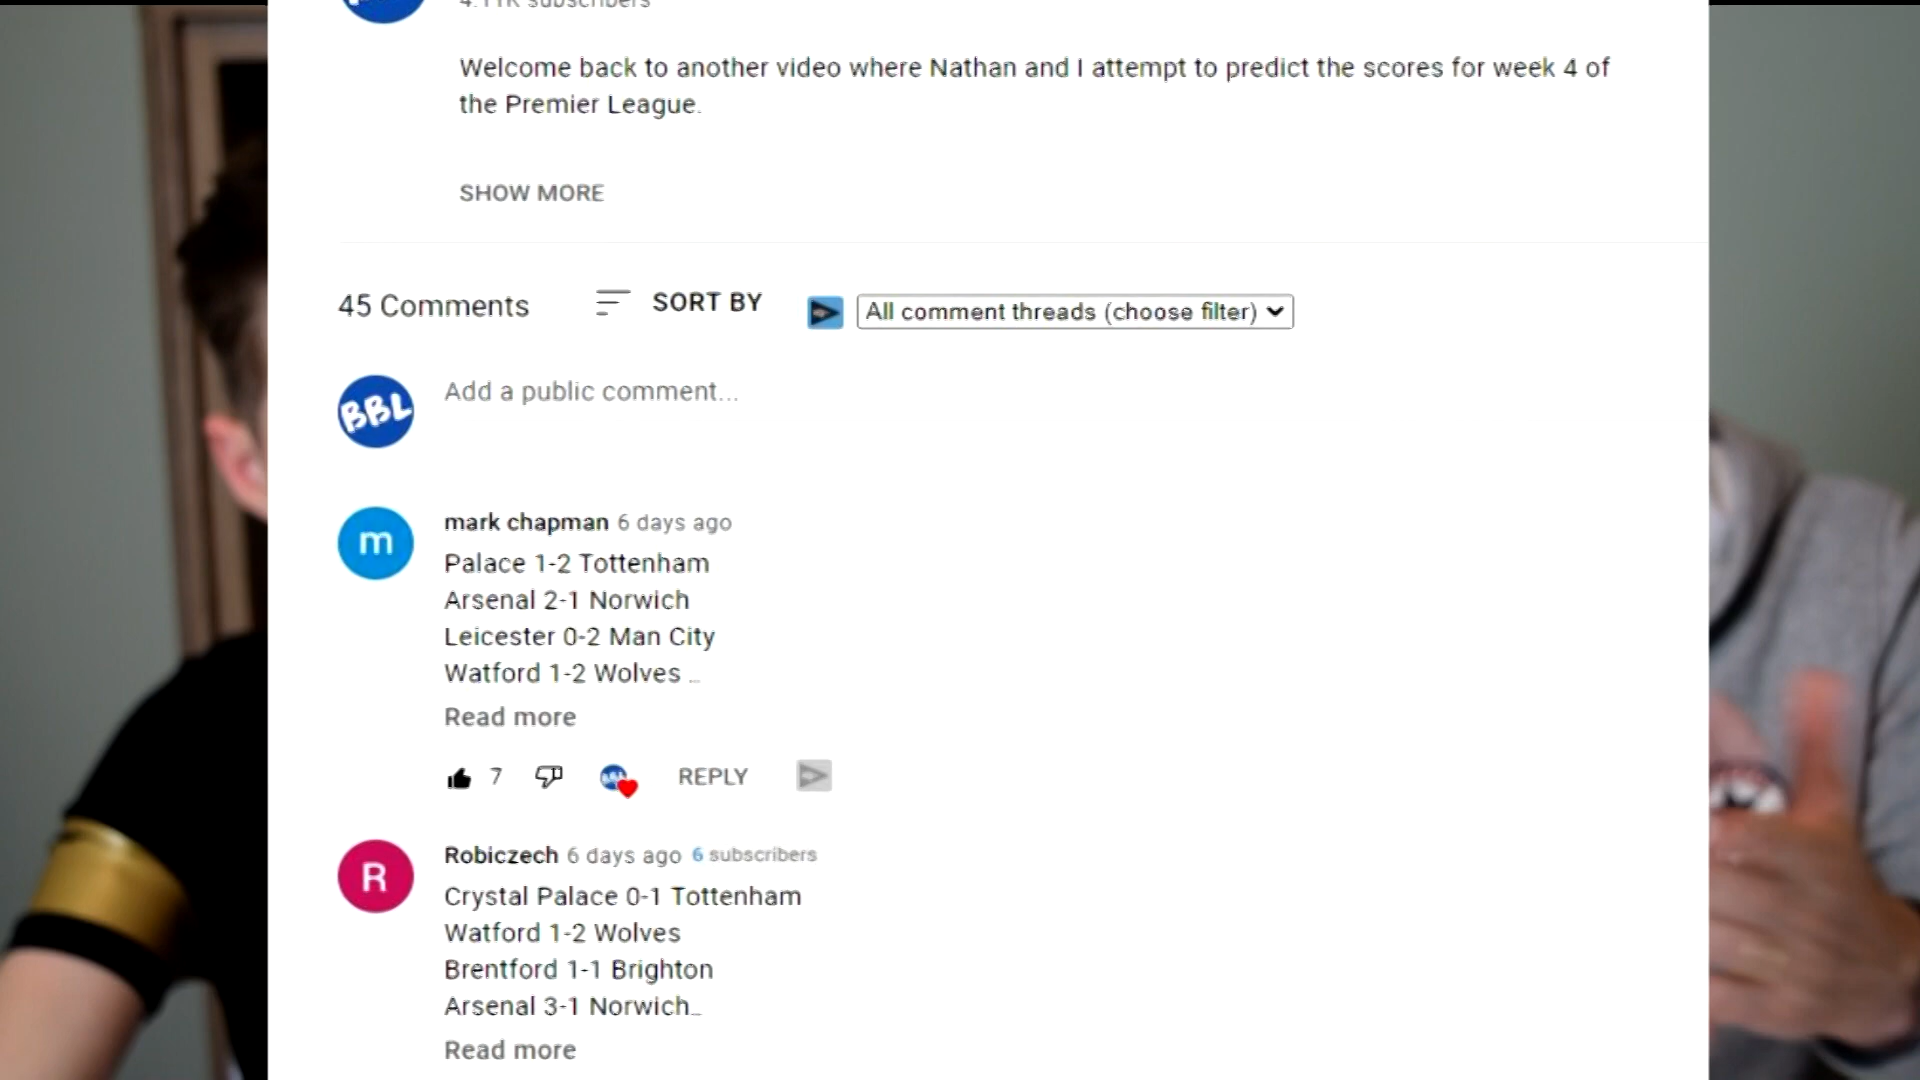 4.11K subscribers
Welcome back to another video where Nathan and I attempt to predict the scores for week 4 of
the Premier League.
SHOW MORE
45 Comments
SORT BY
All comment threads (choose filter)
BBL
Add a public comment...
m
mark chapman 6 days ago
Palace 1-2 Tottenham
Arsenal 2-1 Norwich
Leicester 0-2 Man City
Watford 1-2 Wolves ...
Read more
7
REPLY
R
Robiczech 6 days ago 6 subscribers
Crystal Palace 0-1 Tottenham
Watford 1-2 Wolves
Brentford 1-1 Brighton
Arsenal 3-1 Norwich...
Read more